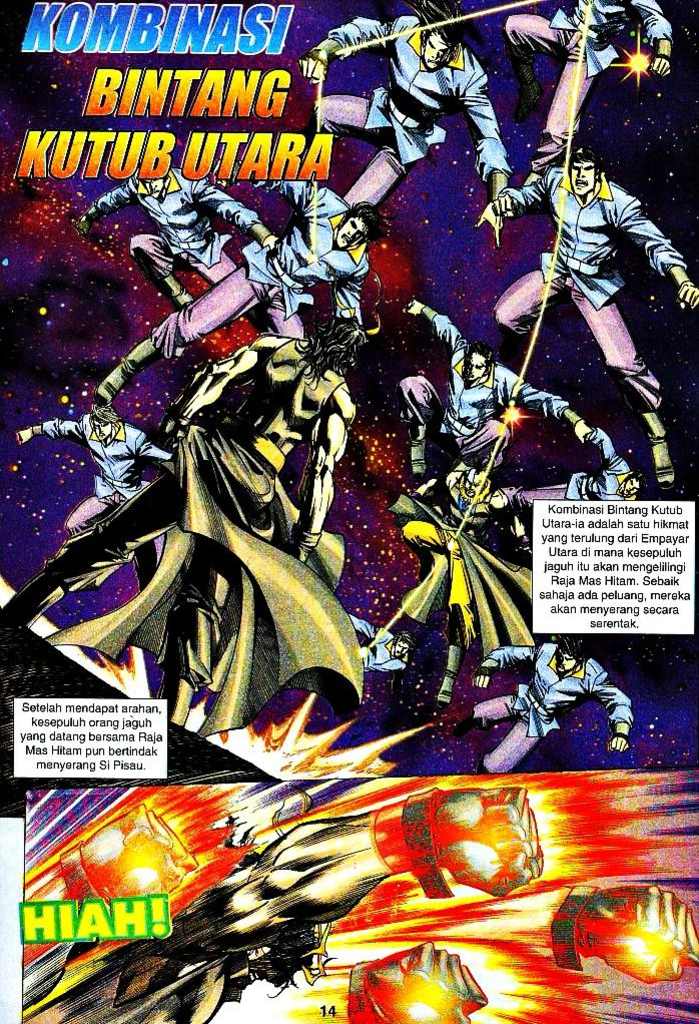 KOMBINASI
BINTANG
KUTUB UTARA
Kombinasi Bintang Kutub
Utara-ia adalah satu hikmat
yang terulung dari Empayar
Utara di mana kesepuluh
jaguh itu akan mengelilingi
Raja Mas Hitam. Sebaik
sahaja ada peluang, mereka
akan menyerang secara
serentak.
Setelah mendapat arahan,
kesepuluh orang jaguh
yang datang bersama Raja
Mas Hitam pun bertindak
menyerang Si Pisau.
HIAH!
14